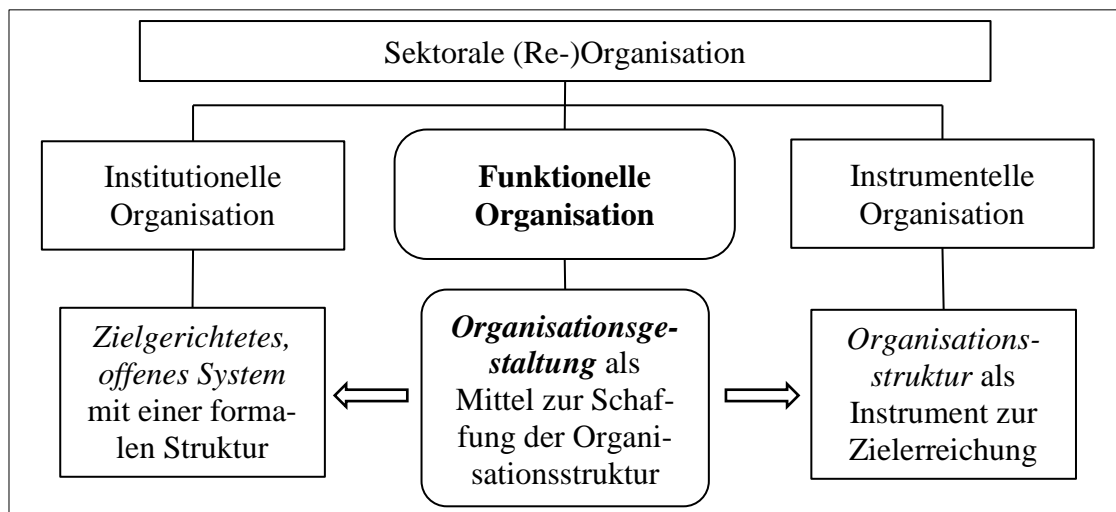 Sektorale (Re-)Organisation
Institutionelle
Organisation
Funktionelle
Organisation
Instrumentelle
Organisation
Zielgerichtetes,
offenes System
mit einer forma-
len Struktur
Organisationsge-
staltung als
Mittel zur Schaf-
fung der Organi-
sationsstruktur
Organisations-
struktur als
Instrument zur
Zielerreichung